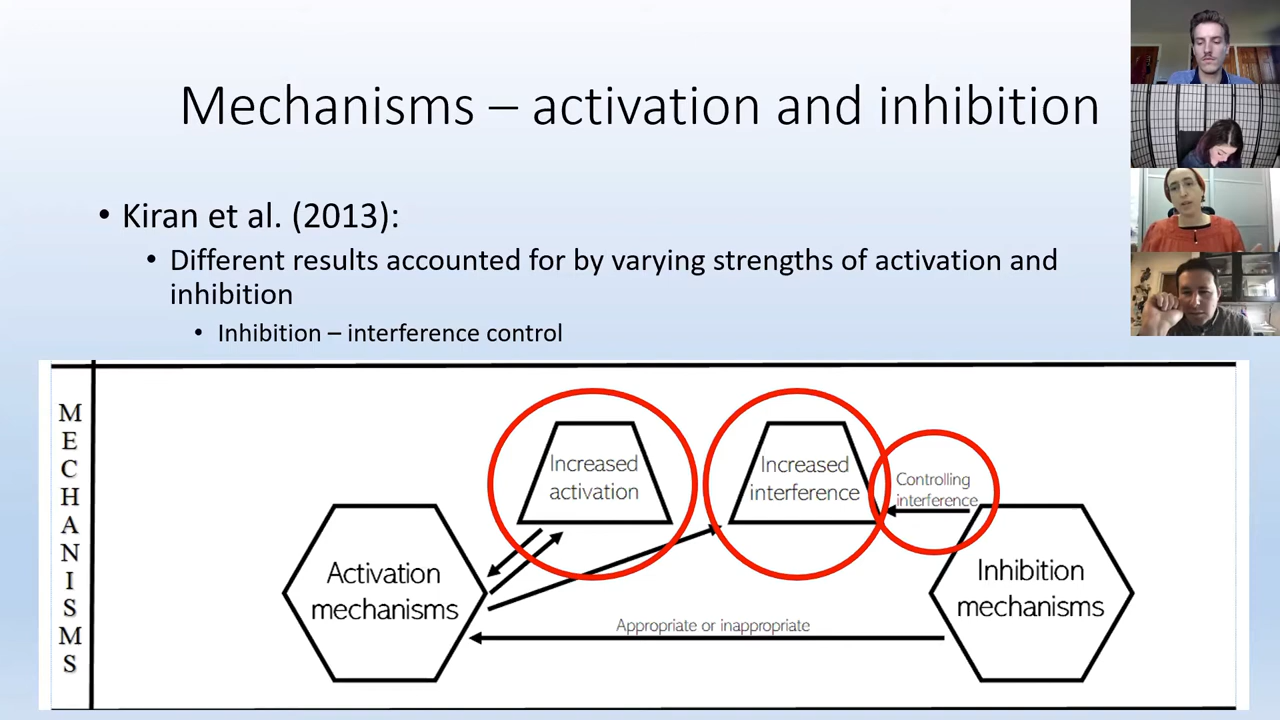 Mechanisms – activation and inhibition
• Kiran et al. (2013):
• Different results accounted for by varying strengths of activation and
inhibition
• Inhibition – interference control
MECHANISMS
Increased
activation
Increased
interference
Controlling
interference
Activation
mechanisms
Inhibition
mechanisms
Appropriate or inappropriate